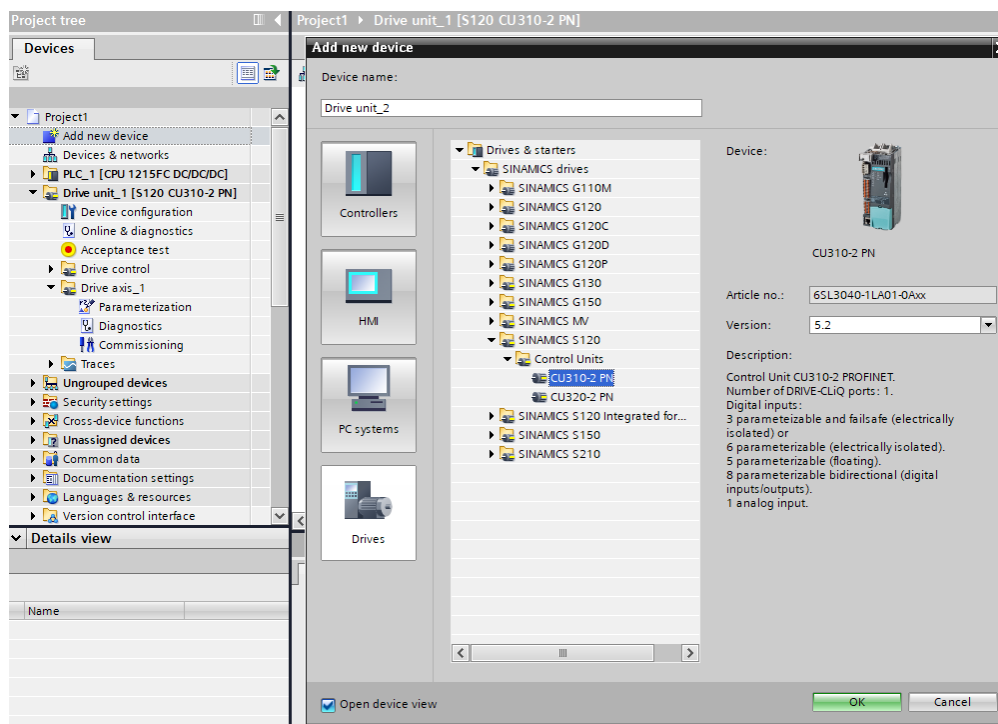 Project tree
Project1 ▸ Drive unit_1 [S120 CU310-2 PN]
Devices
Project1
Add new device
Devices & networks
PLC_1 [CPU 1215FC DC/DC/DC]
Drive unit_1 [S120 CU310-2 PN]
Device configuration
Online & diagnostics
Acceptance test
Drive control
Drive axis_1
Parameterization
Diagnostics
Commissioning
Traces
Ungrouped devices
Security settings
Cross-device functions
Unassigned devices
Common data
Documentation settings
Languages & resources
Version control interface
Details view
Name
Add new device
Device name:
Drive unit_2
Controllers
HMI
PC systems
Drives
Drives & starters
SINAMICS drives
SINAMICS G110M
SINAMICS G120
SINAMICS G120C
SINAMICS G120D
SINAMICS G120P
SINAMICS G130
SINAMICS G150
SINAMICS MV
SINAMICS S120
Control Units
CU310-2 PN
CU320-2 PN
SINAMICS S120 Integrated for...
SINAMICS S150
SINAMICS S210
Device:
CU310-2 PN
Article no.: 6SL3040-1LA01-0Axx
Version: 5.2
Description:
Control Unit CU310-2 PROFINET.
Number of DRIVE-CLiQ ports: 1.
Digital inputs:
3 parameteizable and failsafe (electrically
isolated) or
6 parameterizable (electrically isolated).
5 parameterizable (floating).
8 parameterizable bidirectional (digital
inputs/outputs).
1 analog input.
Open device view
OK
Cancel